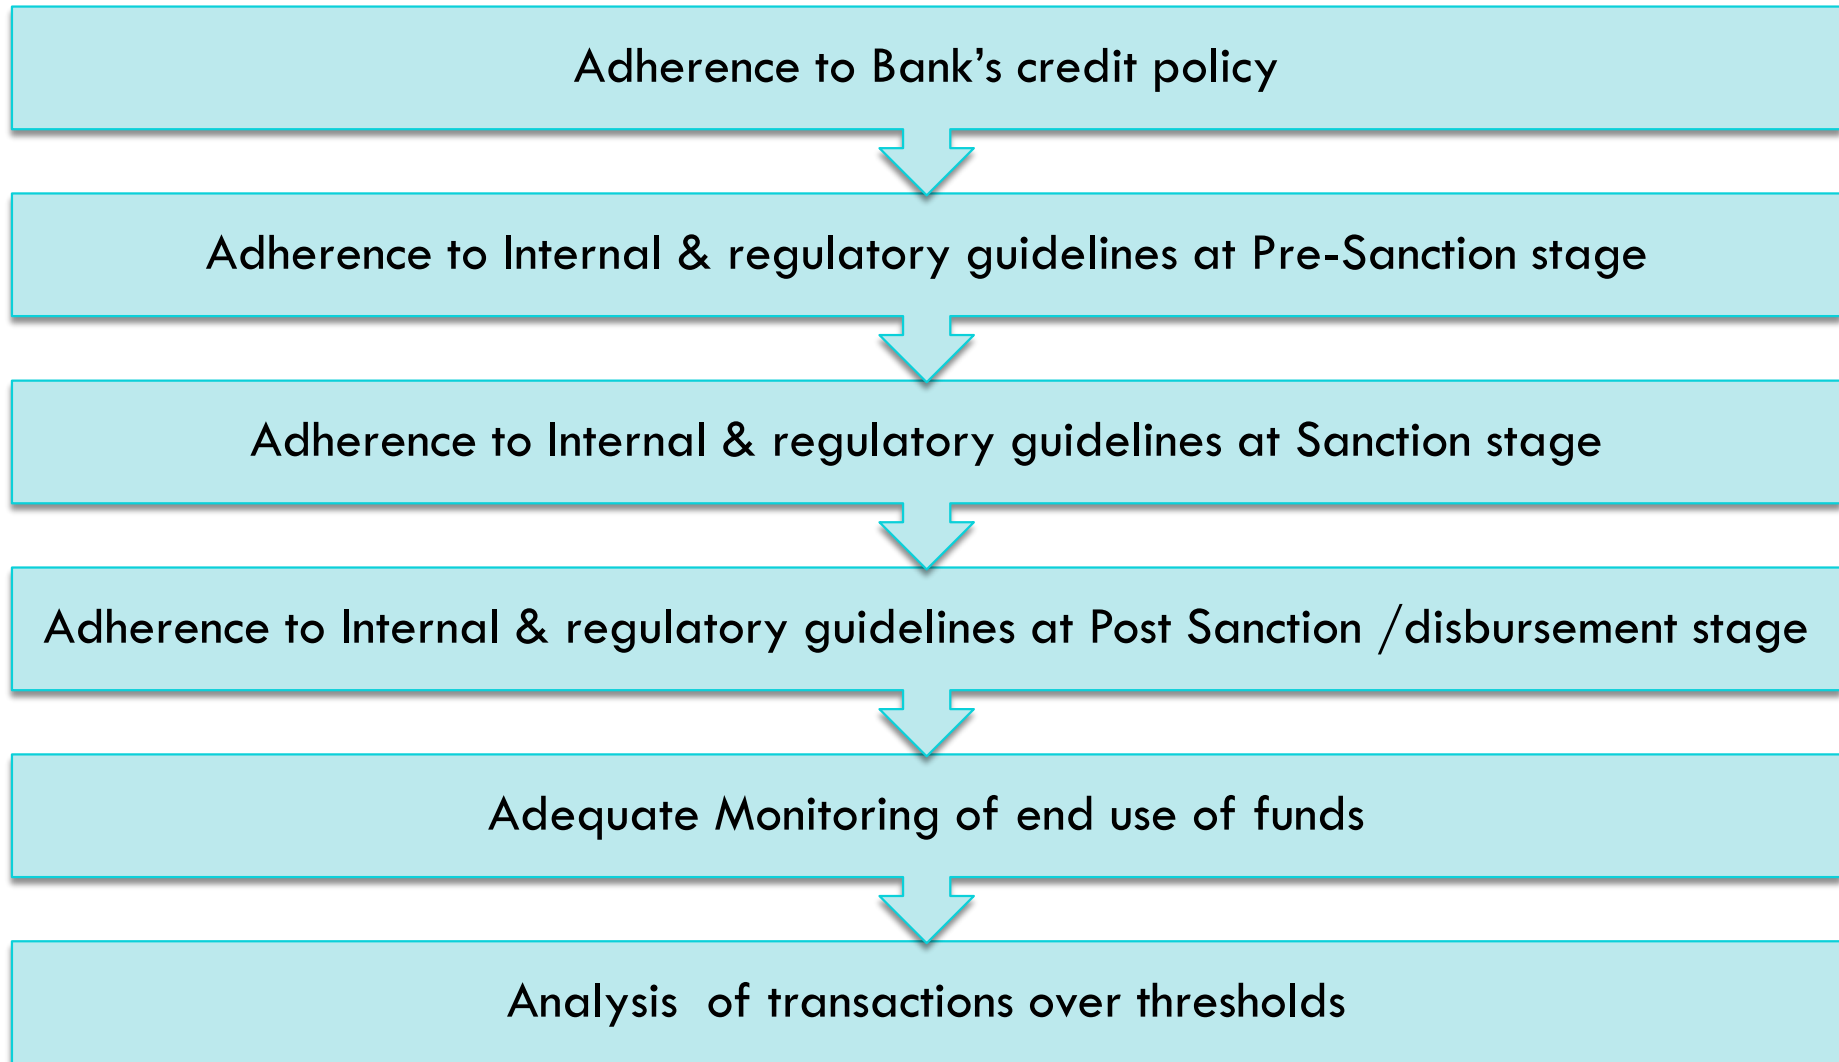 Adherence to Bank’s credit policy
Adherence to Internal & regulatory guidelines at Pre-Sanction stage
Adherence to Internal & regulatory guidelines at Sanction stage
Adherence to Internal & regulatory guidelines at Post Sanction /disbursement stage
Adequate Monitoring of end use of funds
Analysis  of transactions over thresholds